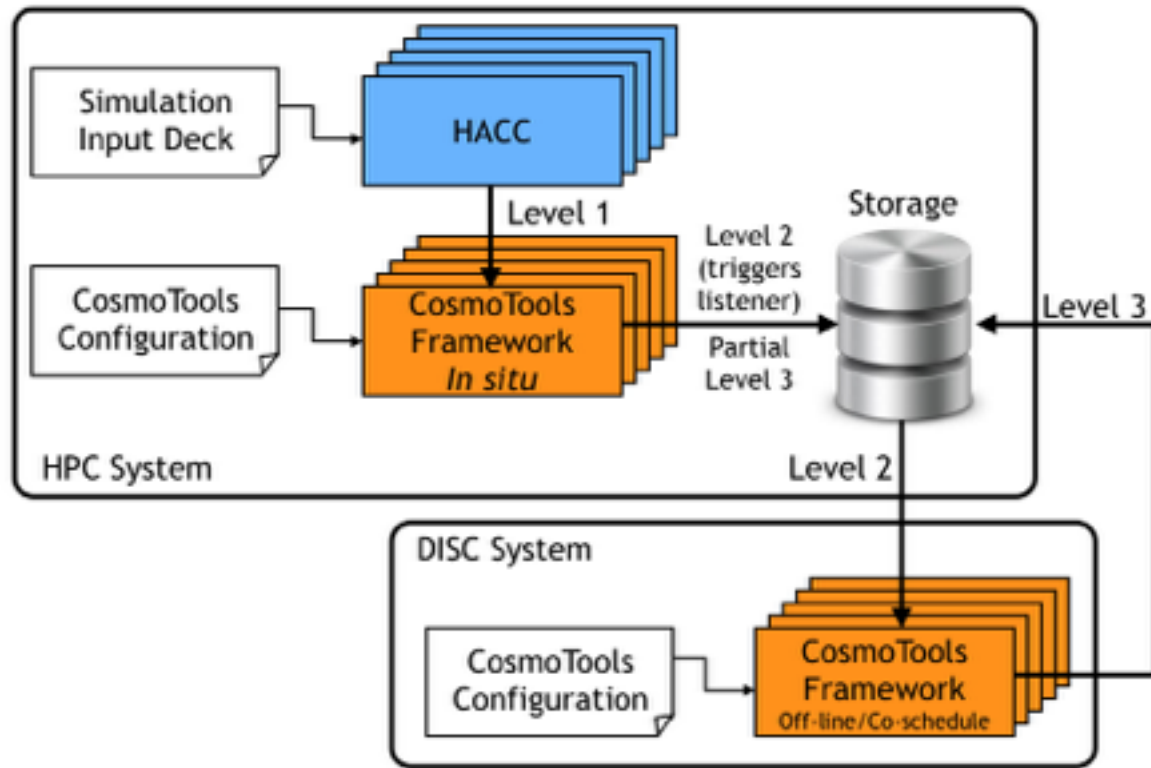 Simulation
Input Deck
HACC
Level 1
Storage
CosmoTools
Configuration
CosmoTools
Framework
In situ
Level 2
(triggers
listener)
Partial
Level 3
Level 3
HPC System
Level 2
DISC System
CosmoTools
Configuration
CosmoTools
Framework
Off-line/Co-schedule